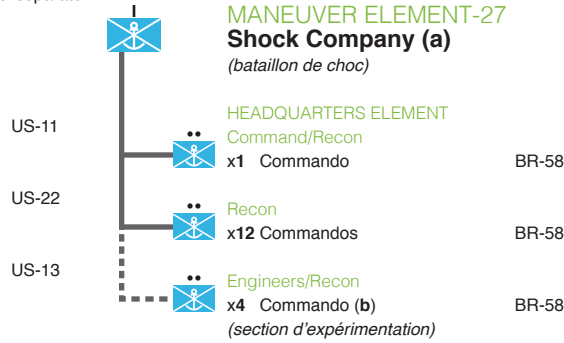 MANEUVER ELEMENT-27
Shock Company (a)
(bataillon de choc)
US-11
HEADQUARTERS ELEMENT
Command/Recon
x1 Commando BR-58
US-22
Recon
x12 Commandos BR-58
US-13
Engineers/Recon
x4 Commando (b) BR-58
(section d'expérimentation)